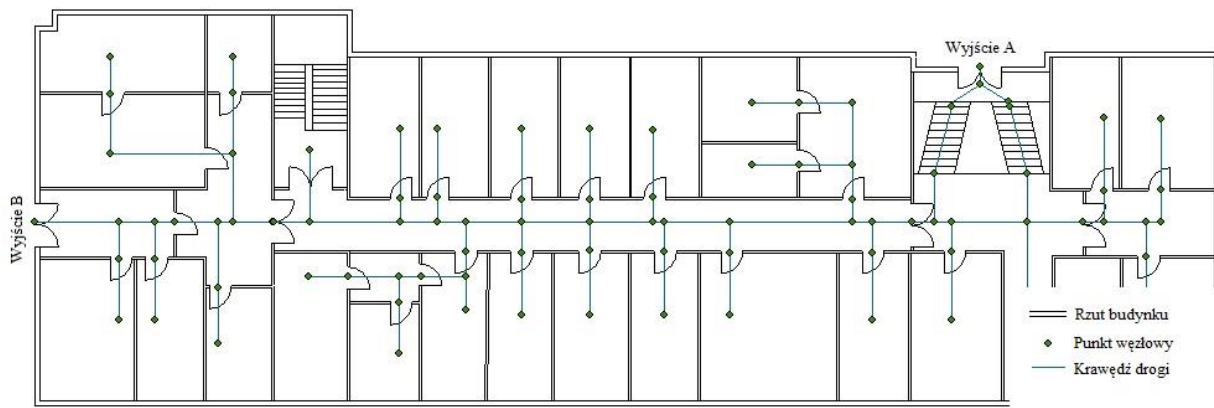 Wyjście A
Wyjście B
Rzut budynku
Punkt węzłowy
Krawędź drogi